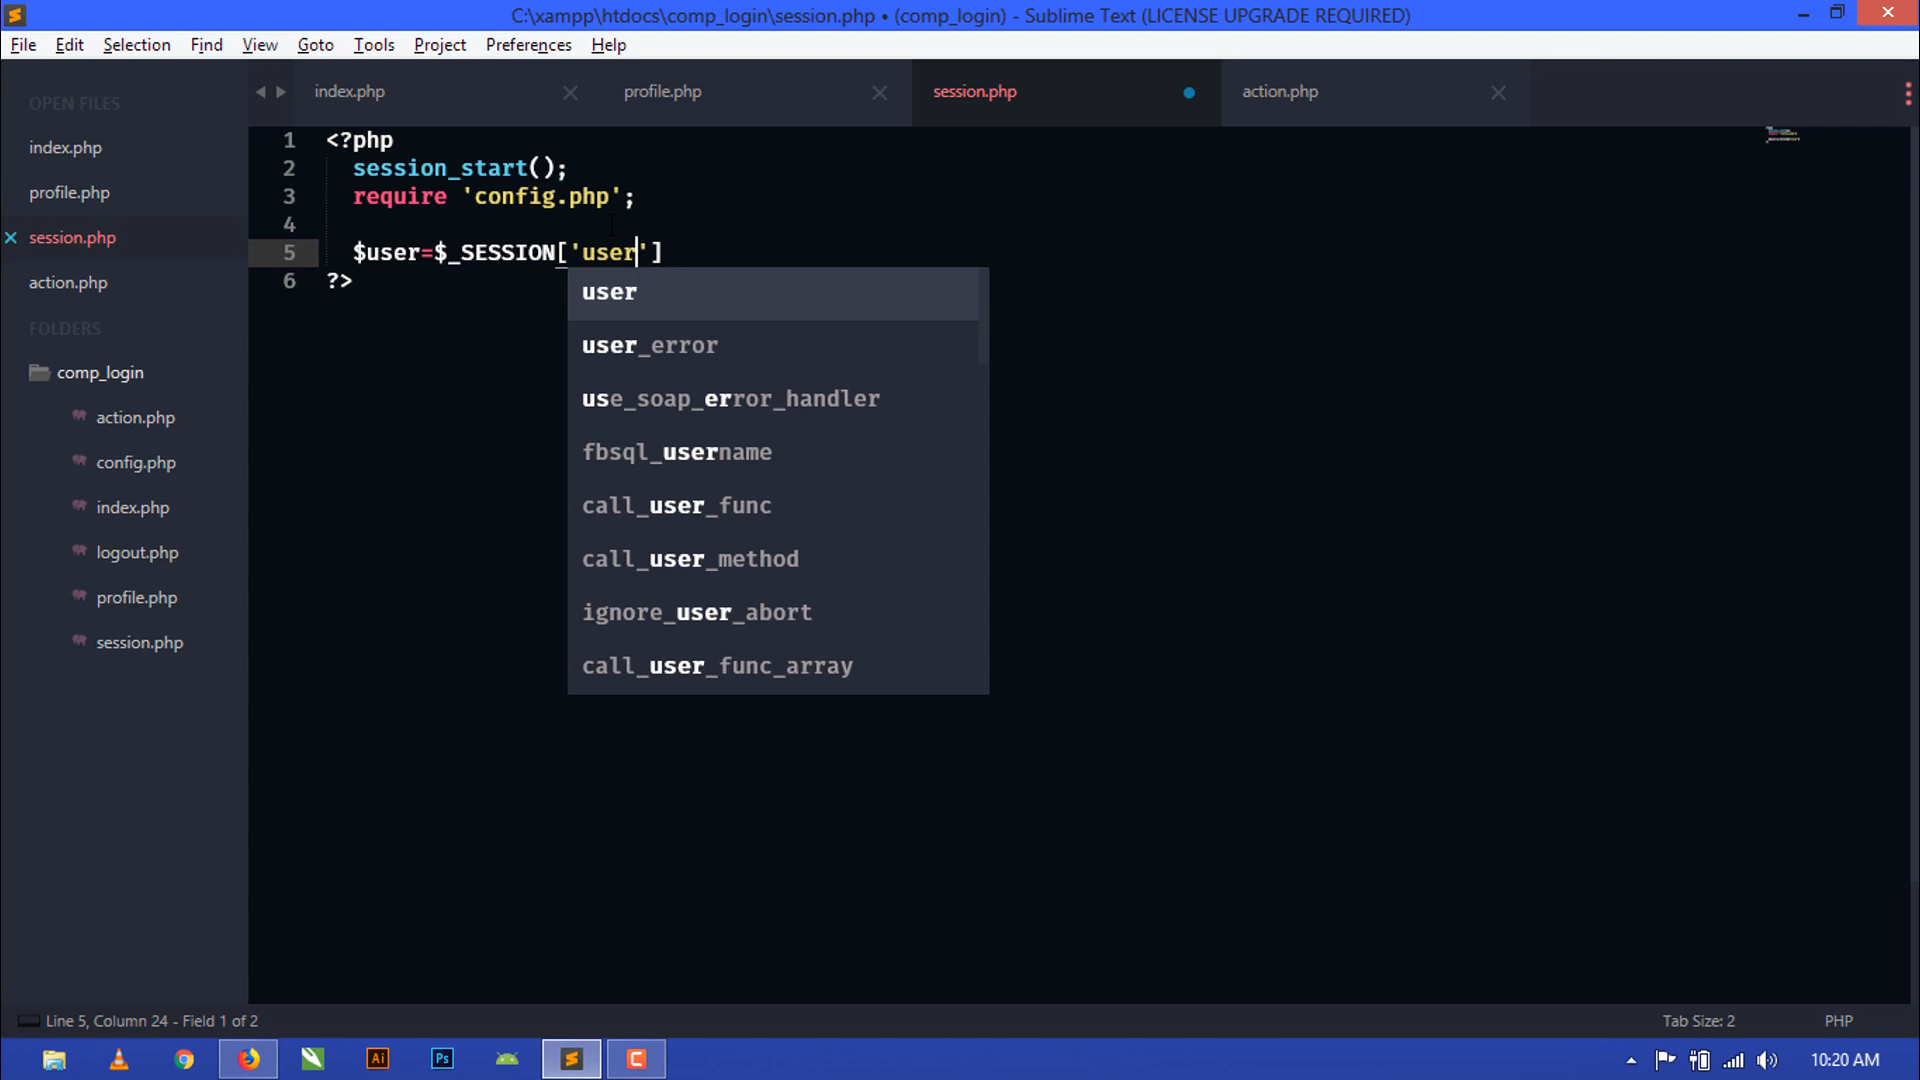 C:\xampp\htdocs\comp_login\session.php • (comp_login) - Sublime Text (LICENSE UPGRADE REQUIRED)
File Edit Selection Find View Goto Tools Project Preferences Help
OPEN FILES
index.php
profile.php
session.php
action.php
FOLDERS
comp_login
action.php
config.php
index.php
logout.php
profile.php
session.php
index.php profile.php session.php action.php
1 <?php
2 session_start();
3 require 'config.php';
4
5 $user=$_SESSION['user']
6 ?>
user
user_error
use_soap_error_handler
fbsql_username
call_user_func
call_user_method
ignore_user_abort
call_user_func_array
Line 5, Column 24 - Field 1 of 2 Tab Size: 2 PHP
Ai Ps C 10:20 AM